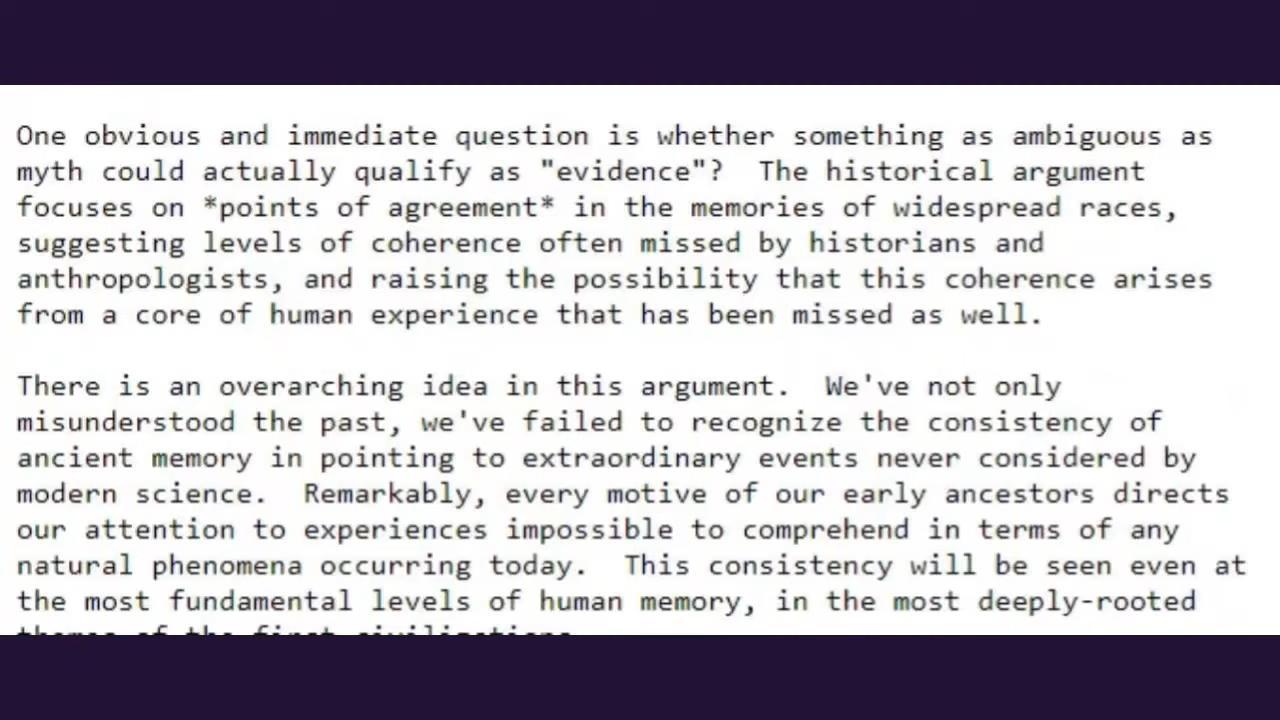 One obvious and immediate question is whether something as ambiguous as
myth could actually qualify as "evidence"?  The historical argument
focuses on *points of agreement* in the memories of widespread races,
suggesting levels of coherence often missed by historians and
anthropologists, and raising the possibility that this coherence arises
from a core of human experience that has been missed as well.
There is an overarching idea in this argument.  We've not only
misunderstood the past, we've failed to recognize the consistency of
ancient memory in pointing to extraordinary events never considered by
modern science.  Remarkably, every motive of our early ancestors directs
our attention to experiences impossible to comprehend in terms of any
natural phenomena occurring today.  This consistency will be seen even at
the most fundamental levels of human memory, in the most deeply-rooted